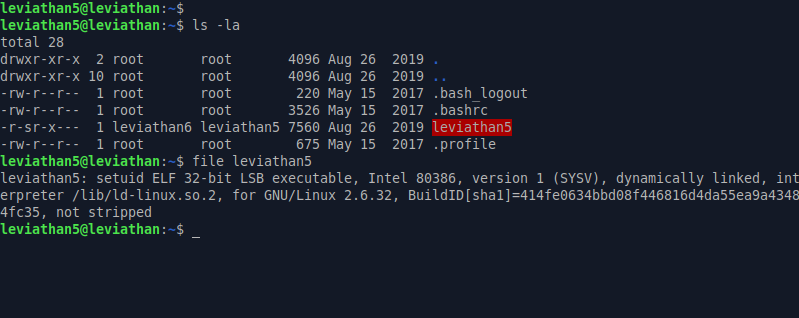 leviathan5@leviathan:~$
leviathan5@leviathan:~$ ls -la
total 28
drwxr-xr-x  2 root       root       4096 Aug 26  2019 .
drwxr-xr-x 10 root       root       4096 Aug 26  2019 ..
-rw-r--r--  1 root       root        220 May 15  2017 .bash_logout
-rw-r--r--  1 root       root       3526 May 15  2017 .bashrc
-r-sr-x---  1 leviathan6 leviathan5 7560 Aug 26  2019 leviathan5
-rw-r--r--  1 root       root        675 May 15  2017 .profile
leviathan5@leviathan:~$ file leviathan5
leviathan5: setuid ELF 32-bit LSB executable, Intel 80386, version 1 (SYSV), dynamically linked, int
erpreter /lib/ld-linux.so.2, for GNU/Linux 2.6.32, BuildID[sha1]=414fe0634bbd08f446816d4da55ea9a4348
4fc35, not stripped
leviathan5@leviathan:~$ _